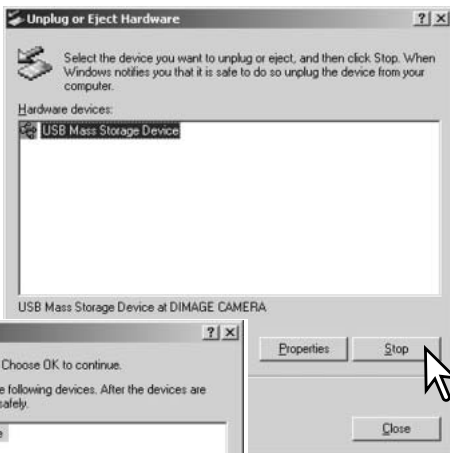 Unplug or Eject Hardware
Select the device you want to unplug or eject, and then click Stop. When
Windows notifies you that it is safe to do so unplug the device from your
computer.
Hardware devices:
USB Mass Storage Device
USB Mass Storage Device at DIMAGE CAMERA
Properties
Stop
Close
Choose OK to continue.
following devices. After the devices are
safely.